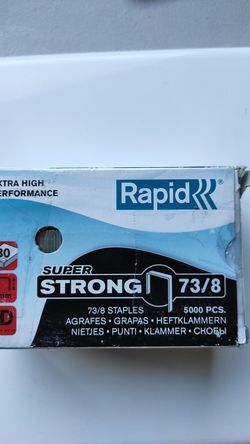 XTRA HIGH
ERFORMANCE
Rapid
30
SUPER
STRONG 73/8
73/8 STAPLES 5000 PCS.
AGRAFES • GRAPAS • HEFTKLAMMERN
NIETJES • PUNTI • KLAMMER • СКОБЫ